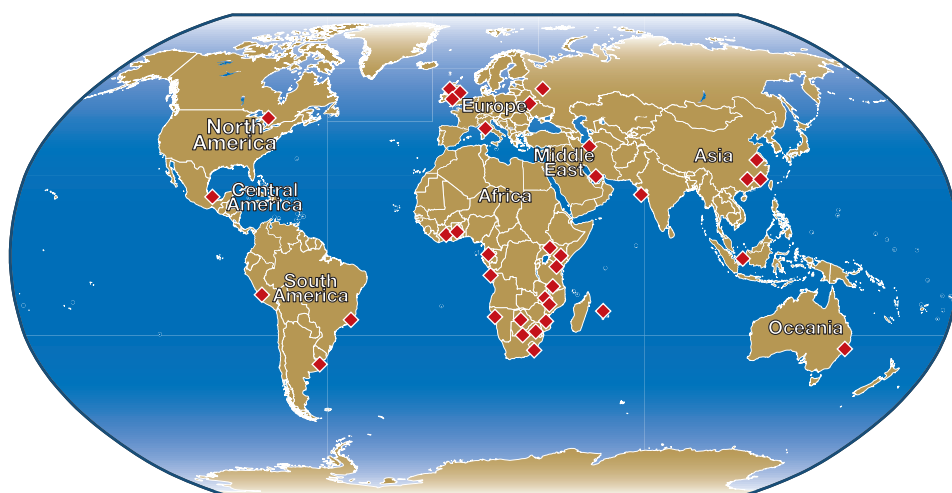 North
America
Central
America
South
America
Europe
Middle
East
Africa
Asia
Oceania